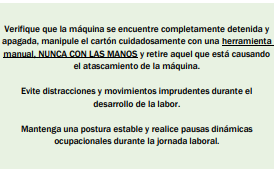 Verifique que la máquina se encuentre completamente detenida y
apagada, manipule el cartón cuidadosamente con una herramienta
manual, NUNCA CON LAS MANOS y retire aquel que está causando
el atascamiento de la máquina.
Evite distracciones y movimientos imprudentes durante el
desarrollo de la labor.
Mantenga una postura estable y realice pausas dinámicas
ocupacionales durante la jornada laboral.